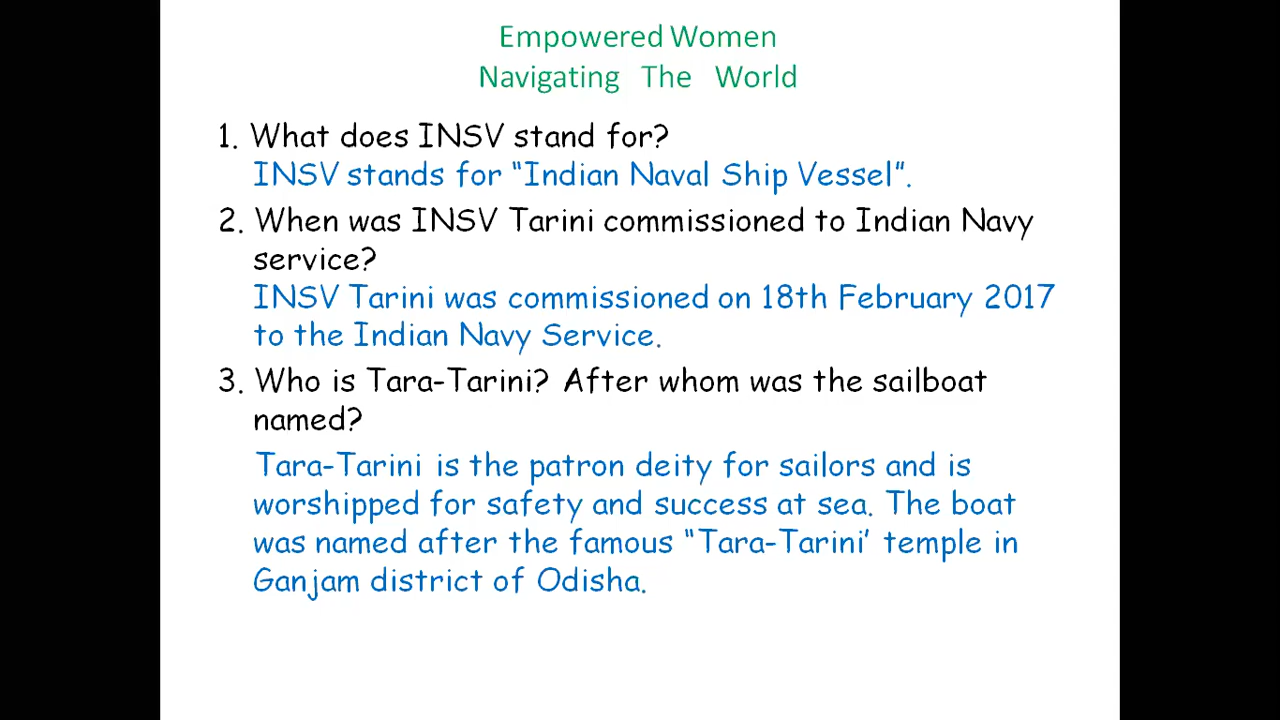 Empowered Women
Navigating The World
1. What does INSV stand for?
INSV stands for “Indian Naval Ship Vessel”.
2. When was INSV Tarini commissioned to Indian Navy
service?
INSV Tarini was commissioned on 18th February 2017
to the Indian Navy Service.
3. Who is Tara-Tarini? After whom was the sailboat
named?
Tara-Tarini is the patron deity for sailors and is
worshipped for safety and success at sea. The boat
was named after the famous “Tara-Tarini’ temple in
Ganjam district of Odisha.